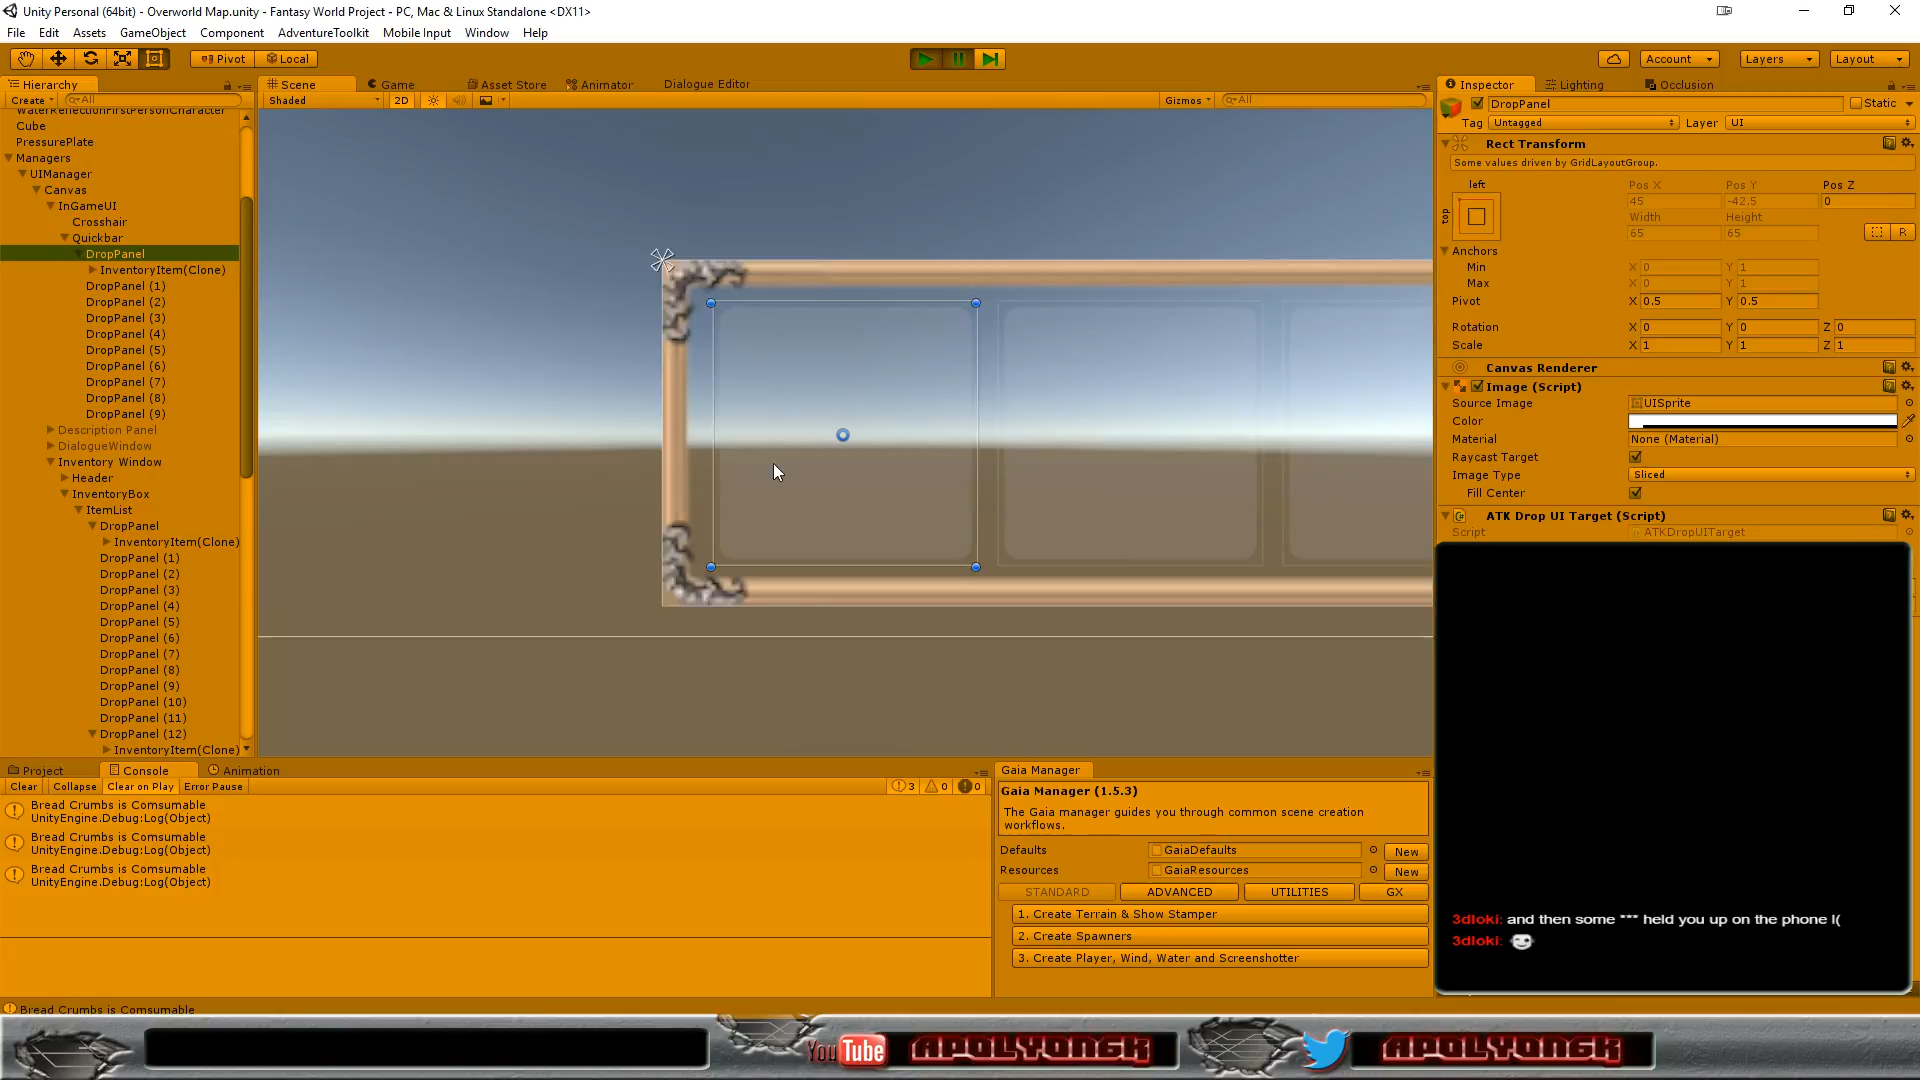 Unity Personal (64bit) - Overworld Map.unity - Fantasy World Project - PC, Mac & Linux Standalone <DX11>
File Edit Assets GameObject Component AdventureToolkit Mobile Input Window Help
Pivot Local Account Layers Layout
Hierarchy
Create All
WaterReflectionFirstPersonCharacter
Cube
PressurePlate
Managers
UIManager
Canvas
InGameUI
Crosshair
Quickbar
DropPanel
InventoryItem(Clone)
DropPanel (1)
DropPanel (2)
DropPanel (3)
DropPanel (4)
DropPanel (5)
DropPanel (6)
DropPanel (7)
DropPanel (8)
DropPanel (9)
Description Panel
DialogueWindow
Inventory Window
Header
InventoryBox
ItemList
DropPanel
InventoryItem(Clone)
DropPanel (1)
DropPanel (2)
DropPanel (3)
DropPanel (4)
DropPanel (5)
DropPanel (6)
DropPanel (7)
DropPanel (8)
DropPanel (9)
DropPanel (10)
DropPanel (11)
DropPanel (12)
InventoryItem(Clone)
Scene Game Asset Store Animator Dialogue Editor
Shaded 2D Gizmos All
Inspector Lighting Occlusion
DropPanel Static
Tag Untagged Layer UI
Rect Transform
Some values driven by GridLayoutGroup.
left Pos X Pos Y Pos Z
top 45 -42.5 0
Width Height
65 65 R
Anchors
Min X 0 Y 1
Max X 0 Y 1
Pivot X 0.5 Y 0.5
Rotation X 0 Y 0 Z 0
Scale X 1 Y 1 Z 1
Canvas Renderer
Image (Script)
Source Image UISprite
Color
Material None (Material)
Raycast Target
Image Type Sliced
Fill Center
ATK Drop UI Target (Script)
Script ATKDropUITarget
Project Console Animation
Clear Collapse Clear on Play Error Pause 3 0 0
Bread Crumbs is Comsumable
UnityEngine.Debug:Log(Object)
Bread Crumbs is Comsumable
UnityEngine.Debug:Log(Object)
Bread Crumbs is Comsumable
UnityEngine.Debug:Log(Object)
Bread Crumbs is Comsumable
Gaia Manager
Gaia Manager (1.5.3)
The Gaia manager guides you through common scene creation
workflows.
Defaults GaiaDefaults New
Resources GaiaResources New
STANDARD ADVANCED UTILITIES GX
1. Create Terrain & Show Stamper
2. Create Spawners
3. Create Player, Wind, Water and Screenshotter
3dloki: and then some *** held you up on the phone l(
3dloki:
YouTube APOLYONGK APOLYONGK